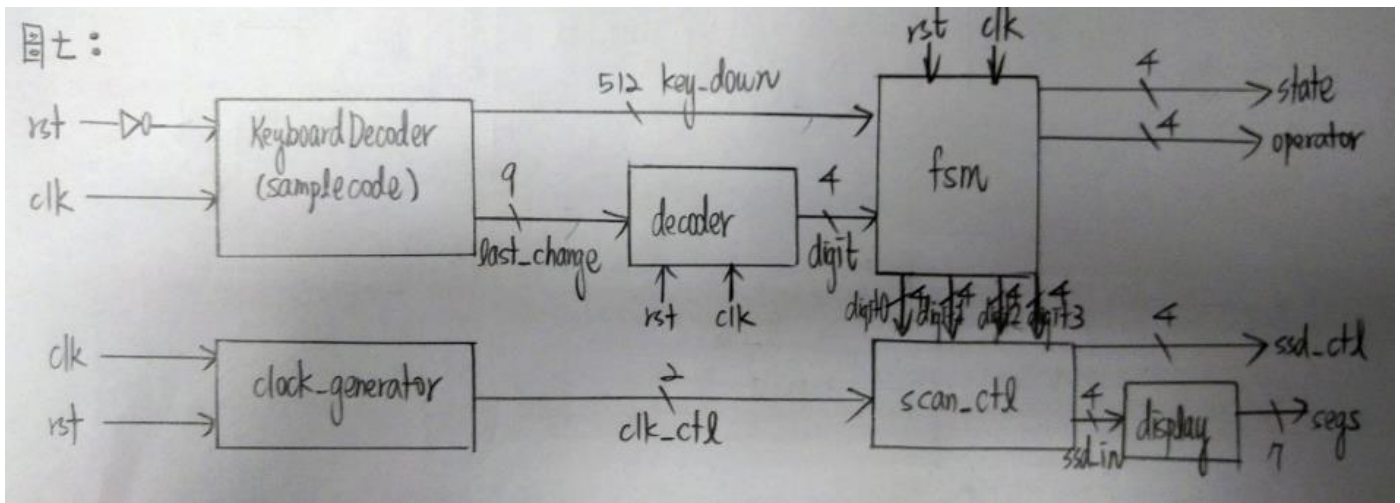 圖七：
rst clk
512 key_down
4
state
rst
KeyboardDecoder
(samplecode)
4
operator
fsm
clk
9
last_change
decoder
4
digit
rst clk
digit0 4 digit1 4 digit2 4 digit3 4
clk
rst
clock_generator
2
clk_ctl
scan_ctl
4
ssd_ctl
4
ssd_in
display
7
segs